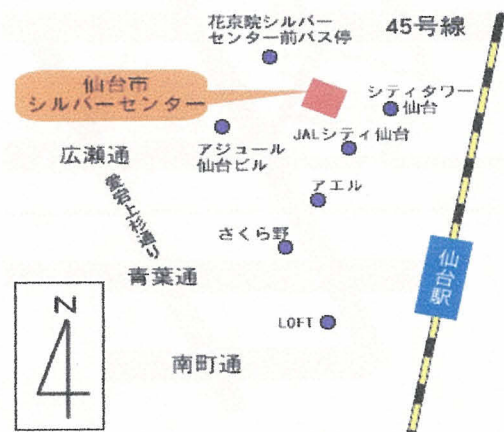 花京院シルバー
センター前バス停
45号線
仙台市
シルバーセンター
シティタワー
仙台
アジュール
仙台ビル
JALシティ仙台
広瀬通
愛宕上杉通り
アエル
さくら野
青葉通
仙台駅
LOFT
南町通
N